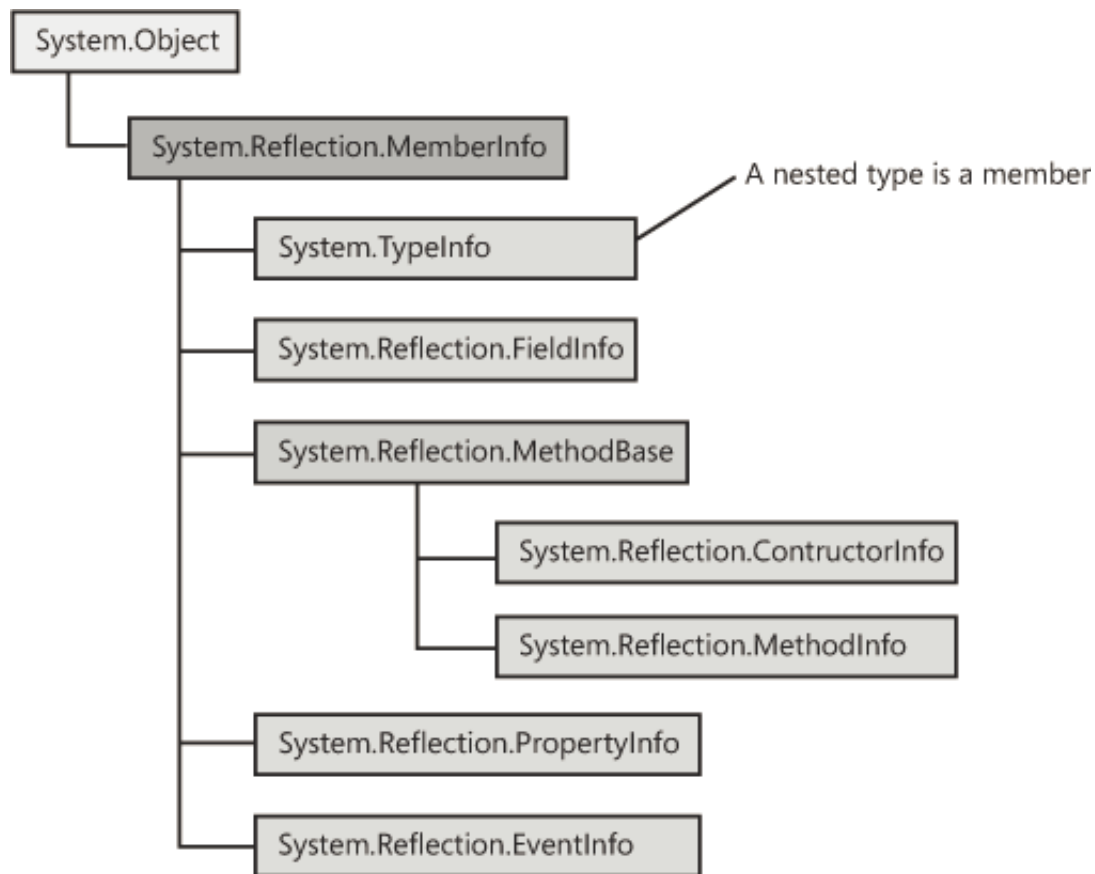 System.Object
System.Reflection.MemberInfo
A nested type is a member
System.TypeInfo
System.Reflection.FieldInfo
System.Reflection.MethodBase
System.Reflection.ContructorInfo
System.Reflection.MethodInfo
System.Reflection.PropertyInfo
System.Reflection.EventInfo